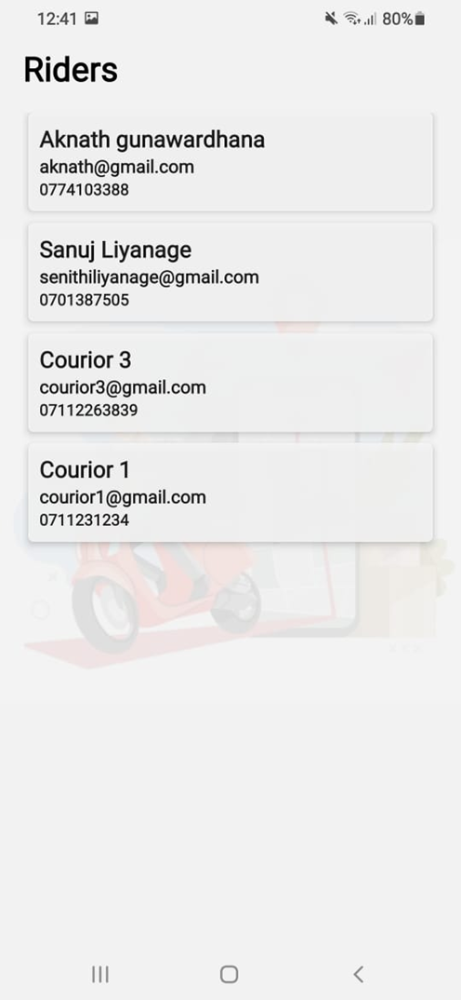 12:41
80%
Riders
Aknath gunawardhana
aknath@gmail.com
0774103388
Sanuj Liyanage
senithiliyanage@gmail.com
0701387505
Courior 3
courior3@gmail.com
07112263839
Courior 1
courior1@gmail.com
0711231234